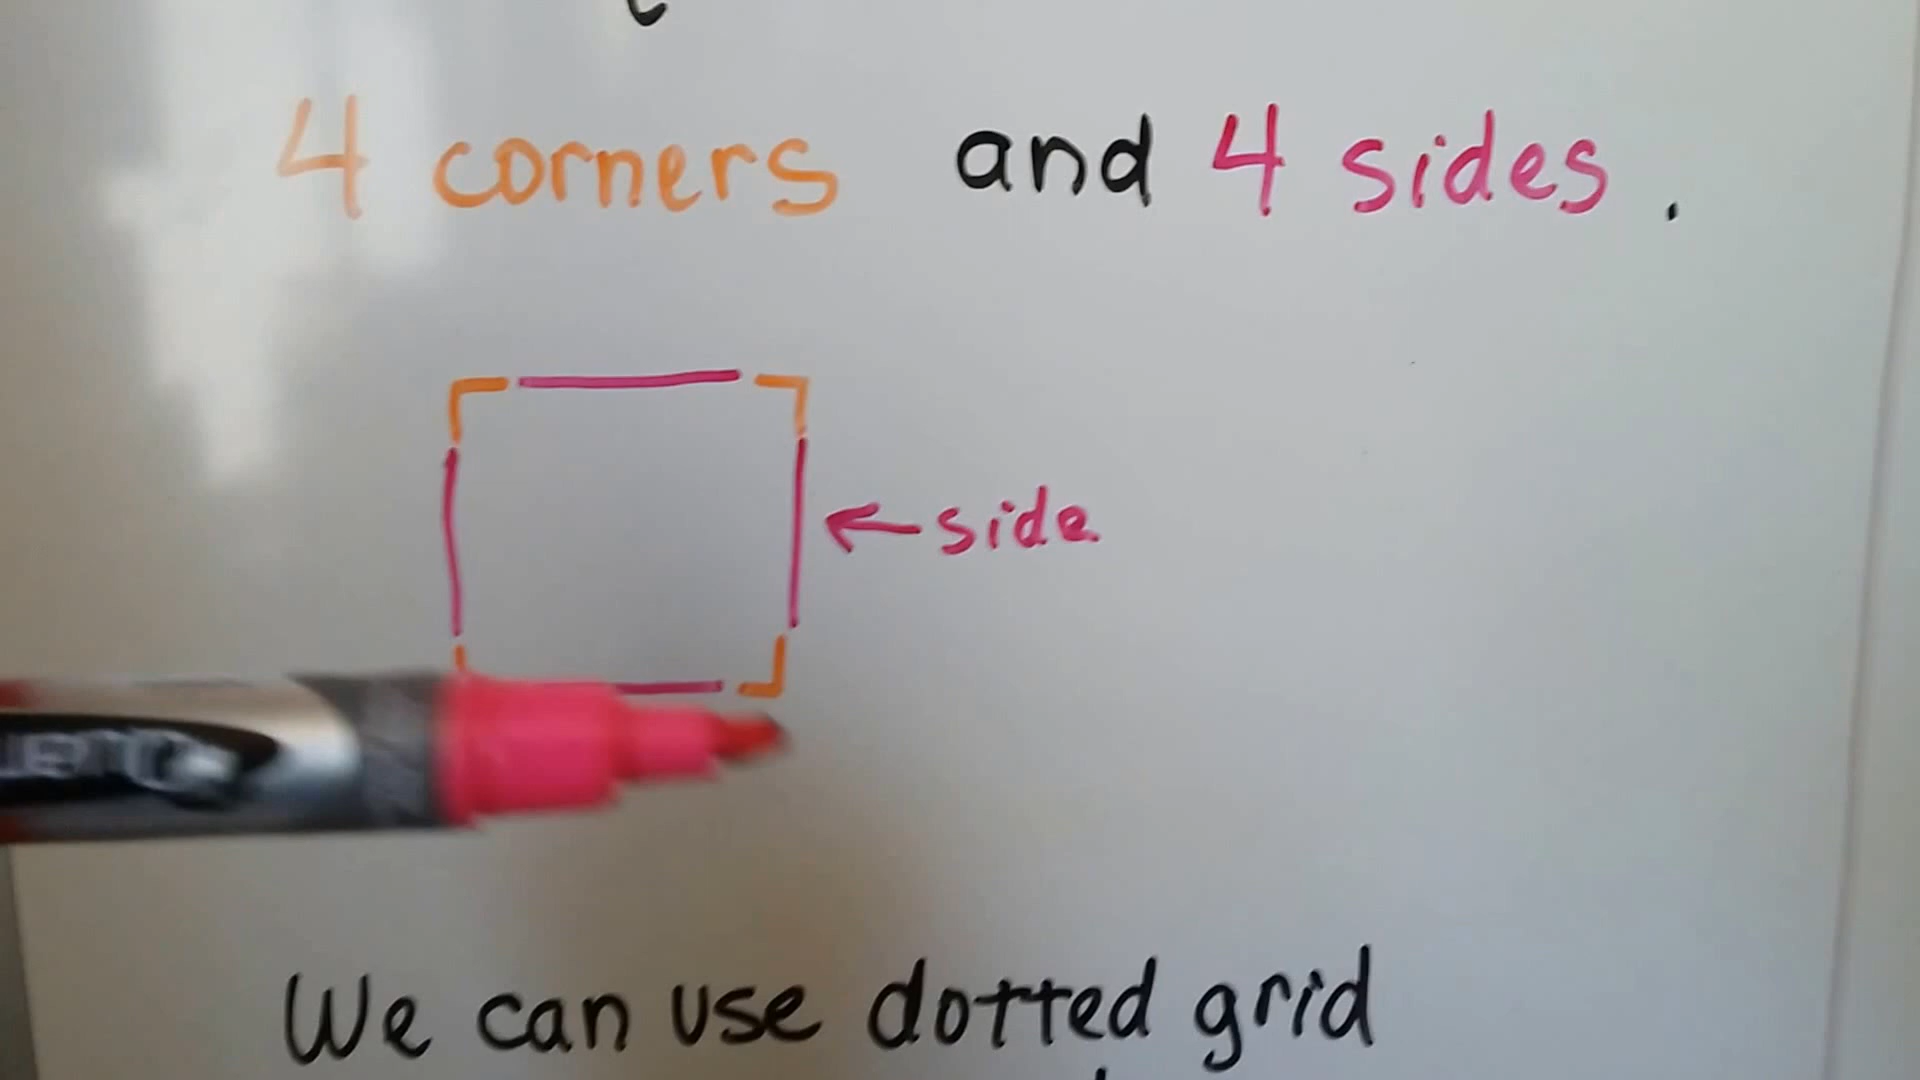 4 corners and 4 sides.
side
We can use dotted grid